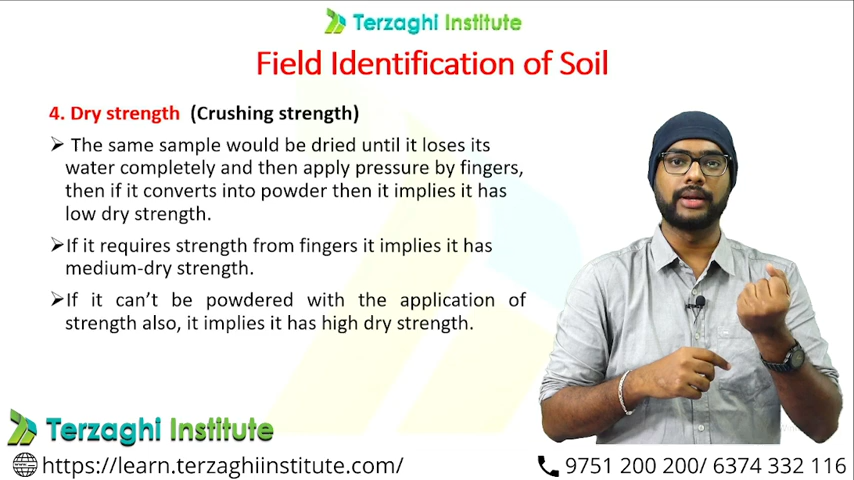 Terzaghi Institute
Field Identification of Soil
4. Dry strength (Crushing strength)
➢ The same sample would be dried until it loses its
water completely and then apply pressure by fingers,
then if it converts into powder then it implies it has
low dry strength.
➢If it requires strength from fingers it implies it has
medium-dry strength.
➢If it can't be powdered with the application of
strength also, it implies it has high dry strength.
Terzaghi Institute
https://learn.terzaghiinstitute.com/
9751 200 200/ 6374 332 116